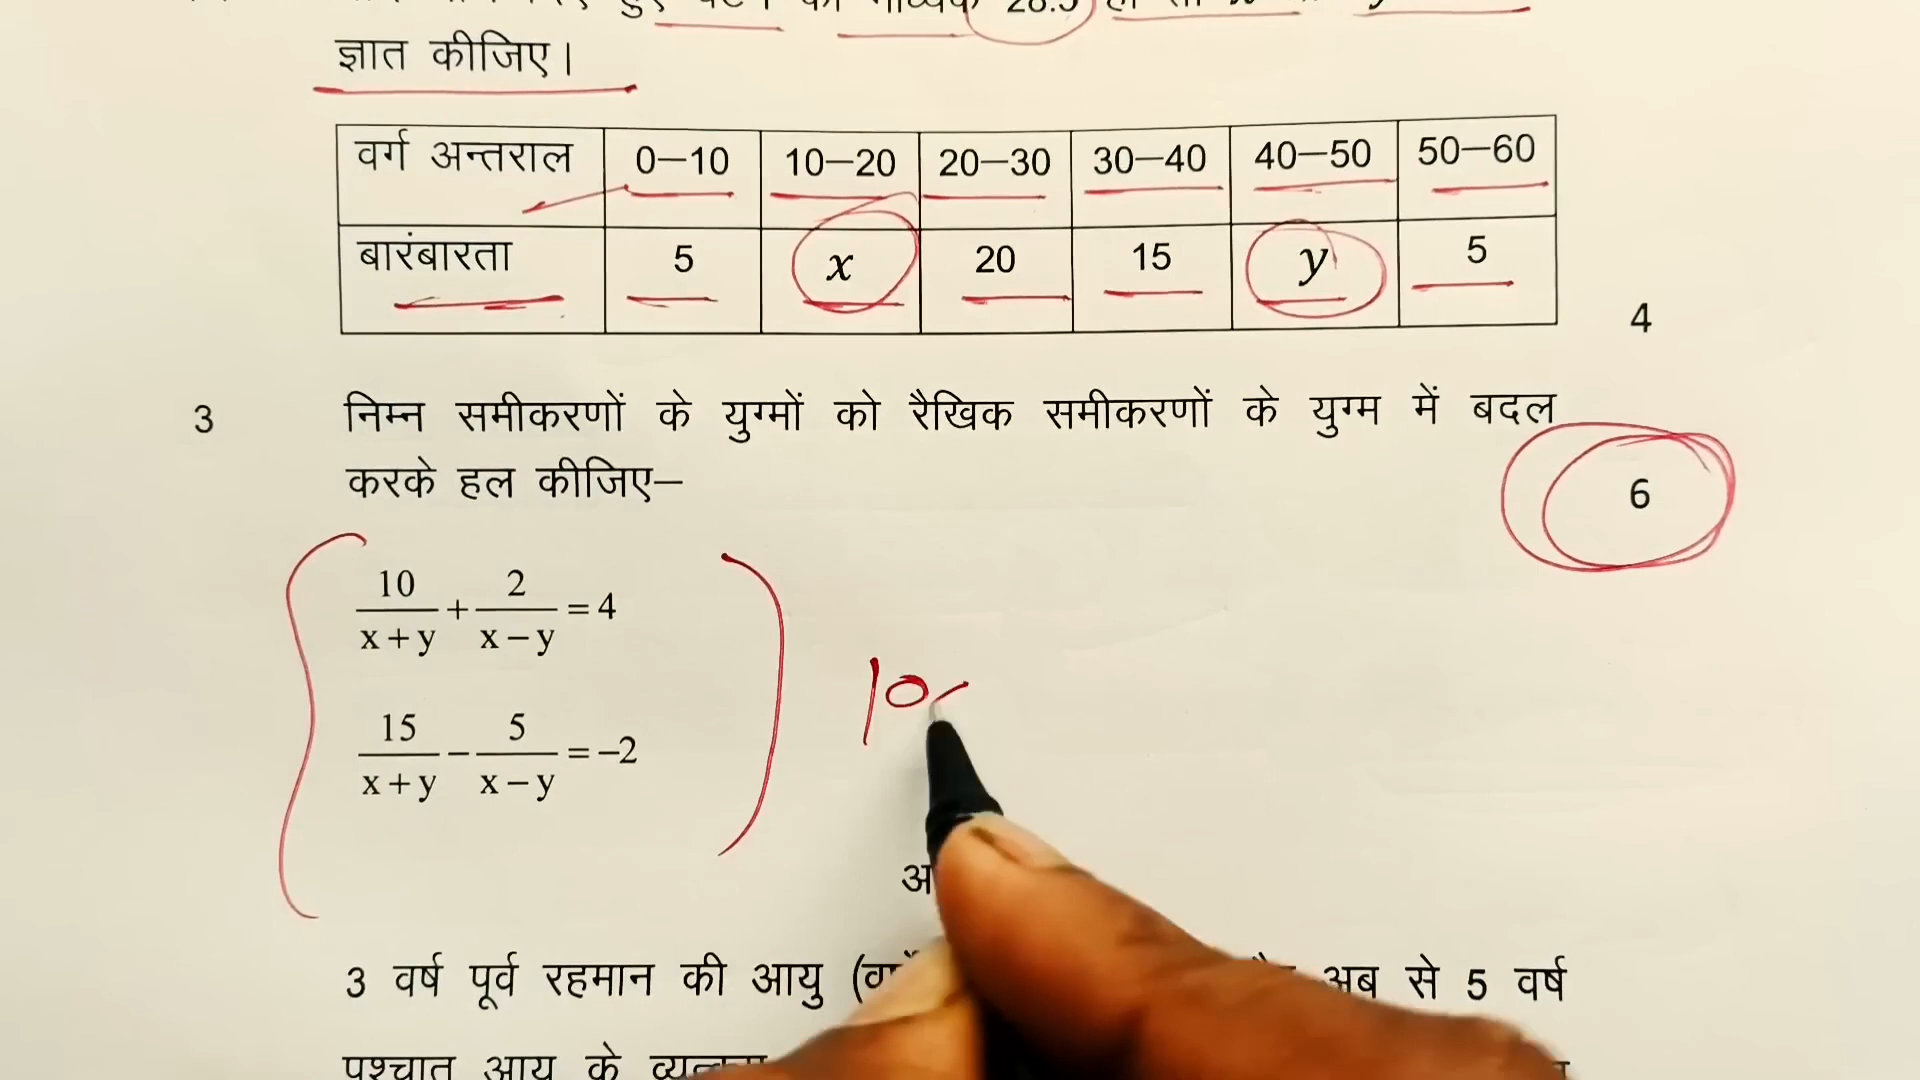 28.5
ज्ञात कीजिए।
वर्ग अन्तराल 0—10 10—20 20—30 30—40 40—50 50—60
बारंबारता 5 x 20 15 y 5
4
3 निम्न समीकरणों के युग्मों को रैखिक समीकरणों के युग्म में बदल
करके हल कीजिए—
6
10/(x+y) + 2/(x−y) = 4
10
15/(x+y) − 5/(x−y) = −2
3 वर्ष पूर्व रहमान की आयु अब से 5 वर्ष
पश्चात आयु के